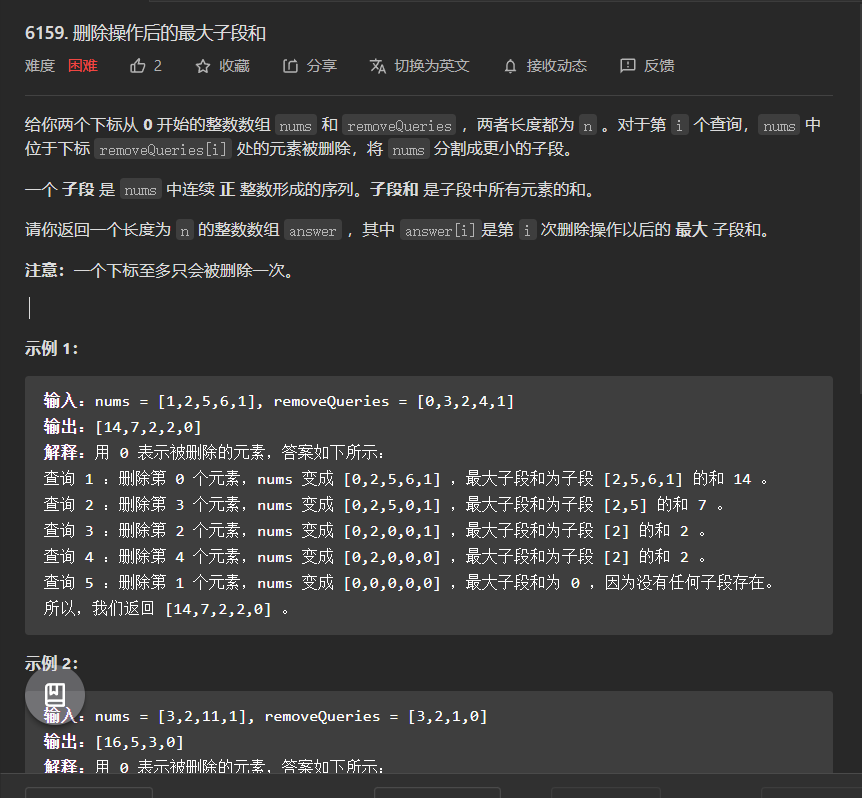 6159. 删除操作后的最大子段和
难度 困难 2 收藏 分享 切换为英文 接收动态 反馈
给你两个下标从 0 开始的整数数组 nums 和 removeQueries ，两者长度都为 n 。对于第 i 个查询，nums 中
位于下标 removeQueries[i] 处的元素被删除，将 nums 分割成更小的子段。
一个 子段 是 nums 中连续 正 整数形成的序列。子段和 是子段中所有元素的和。
请你返回一个长度为 n 的整数数组 answer ，其中 answer[i]是第 i 次删除操作以后的 最大 子段和。
注意：一个下标至多只会被删除一次。
示例 1：
输入：nums = [1,2,5,6,1], removeQueries = [0,3,2,4,1]
输出：[14,7,2,2,0]
解释：用 0 表示被删除的元素，答案如下所示：
查询 1 ：删除第 0 个元素，nums 变成 [0,2,5,6,1] ，最大子段和为子段 [2,5,6,1] 的和 14 。
查询 2 ：删除第 3 个元素，nums 变成 [0,2,5,0,1] ，最大子段和为子段 [2,5] 的和 7 。
查询 3 ：删除第 2 个元素，nums 变成 [0,2,0,0,1] ，最大子段和为子段 [2] 的和 2 。
查询 4 ：删除第 4 个元素，nums 变成 [0,2,0,0,0] ，最大子段和为子段 [2] 的和 2 。
查询 5 ：删除第 1 个元素，nums 变成 [0,0,0,0,0] ，最大子段和为 0 ，因为没有任何子段存在。
所以，我们返回 [14,7,2,2,0] 。
示例 2：
输入：nums = [3,2,11,1], removeQueries = [3,2,1,0]
输出：[16,5,3,0]
解释：用 0 表示被删除的元素，答案如下所示：